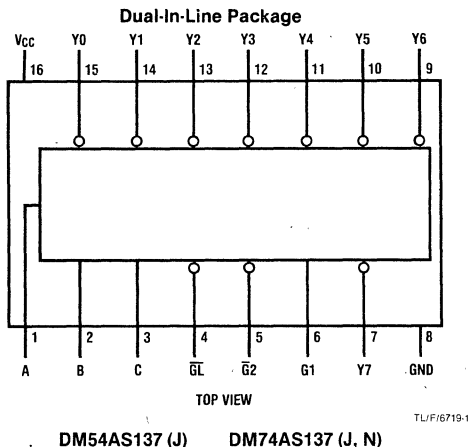 Dual-In-Line Package
VCC Y0 Y1 Y2 Y3 Y4 Y5 Y6
16 15 14 13 12 11 10 9
1 2 3 4 5 6 7 8
A B C G̅L̅ G̅2 G1 Y7 GND
TOP VIEW
TL/F/6719-1
DM54AS137 (J) DM74AS137 (J, N)